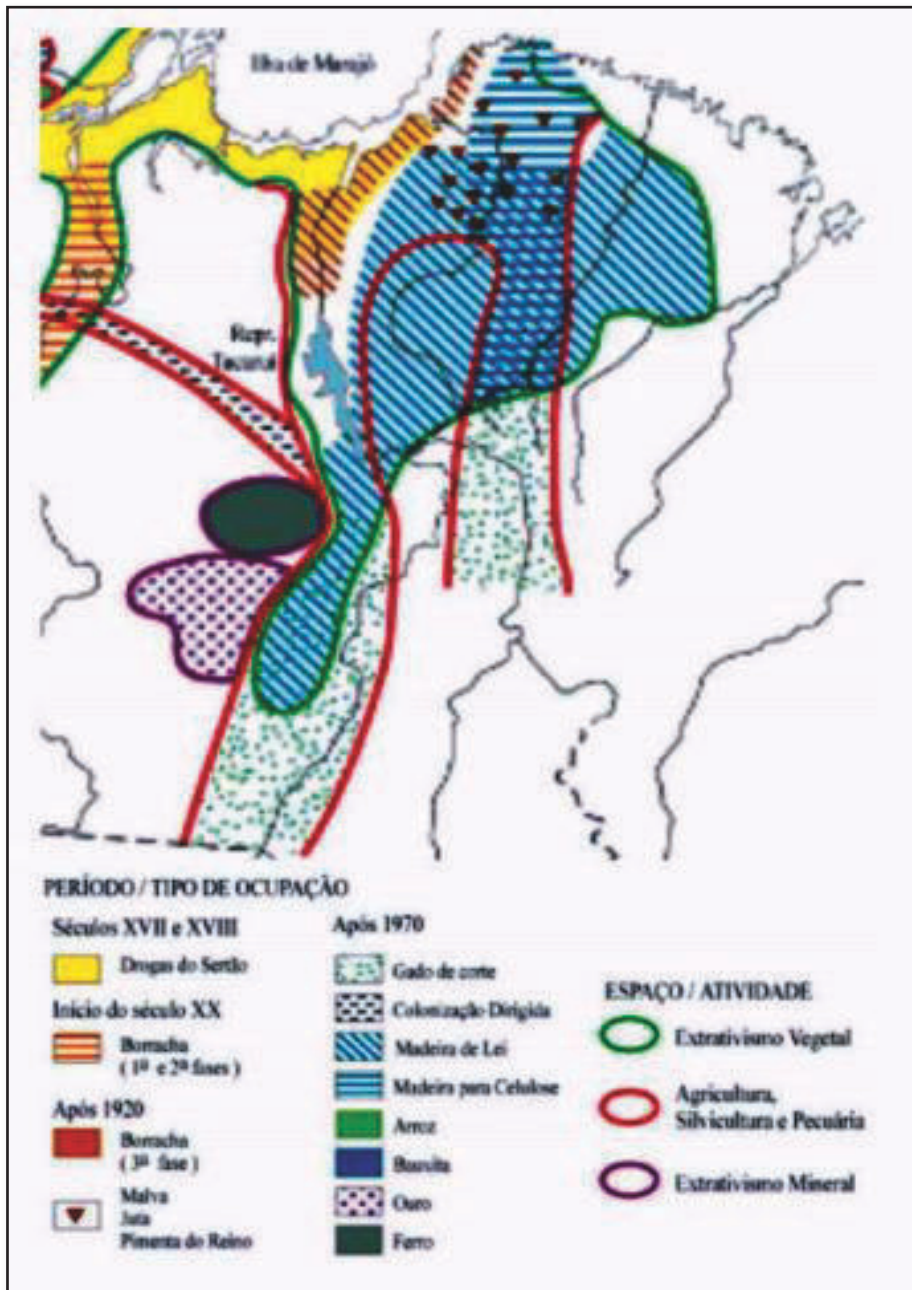 Ilha de Marajó
Repr.
Tucuruí
PERÍODO / TIPO DE OCUPAÇÃO
Séculos XVII e XVIII
Drogas do Sertão
Início do século XX
Borracha
( 1ª e 2ª fases )
Após 1920
Borracha
( 3ª fase )
Malva
Juta
Pimenta do Reino
Após 1970
Gado de corte
Colonização Dirigida
Madeira de Lei
Madeira para Celulose
Arroz
Bauxita
Ouro
Ferro
ESPAÇO / ATIVIDADE
Extrativismo Vegetal
Agricultura,
Silvicultura e Pecuária
Extrativismo Mineral